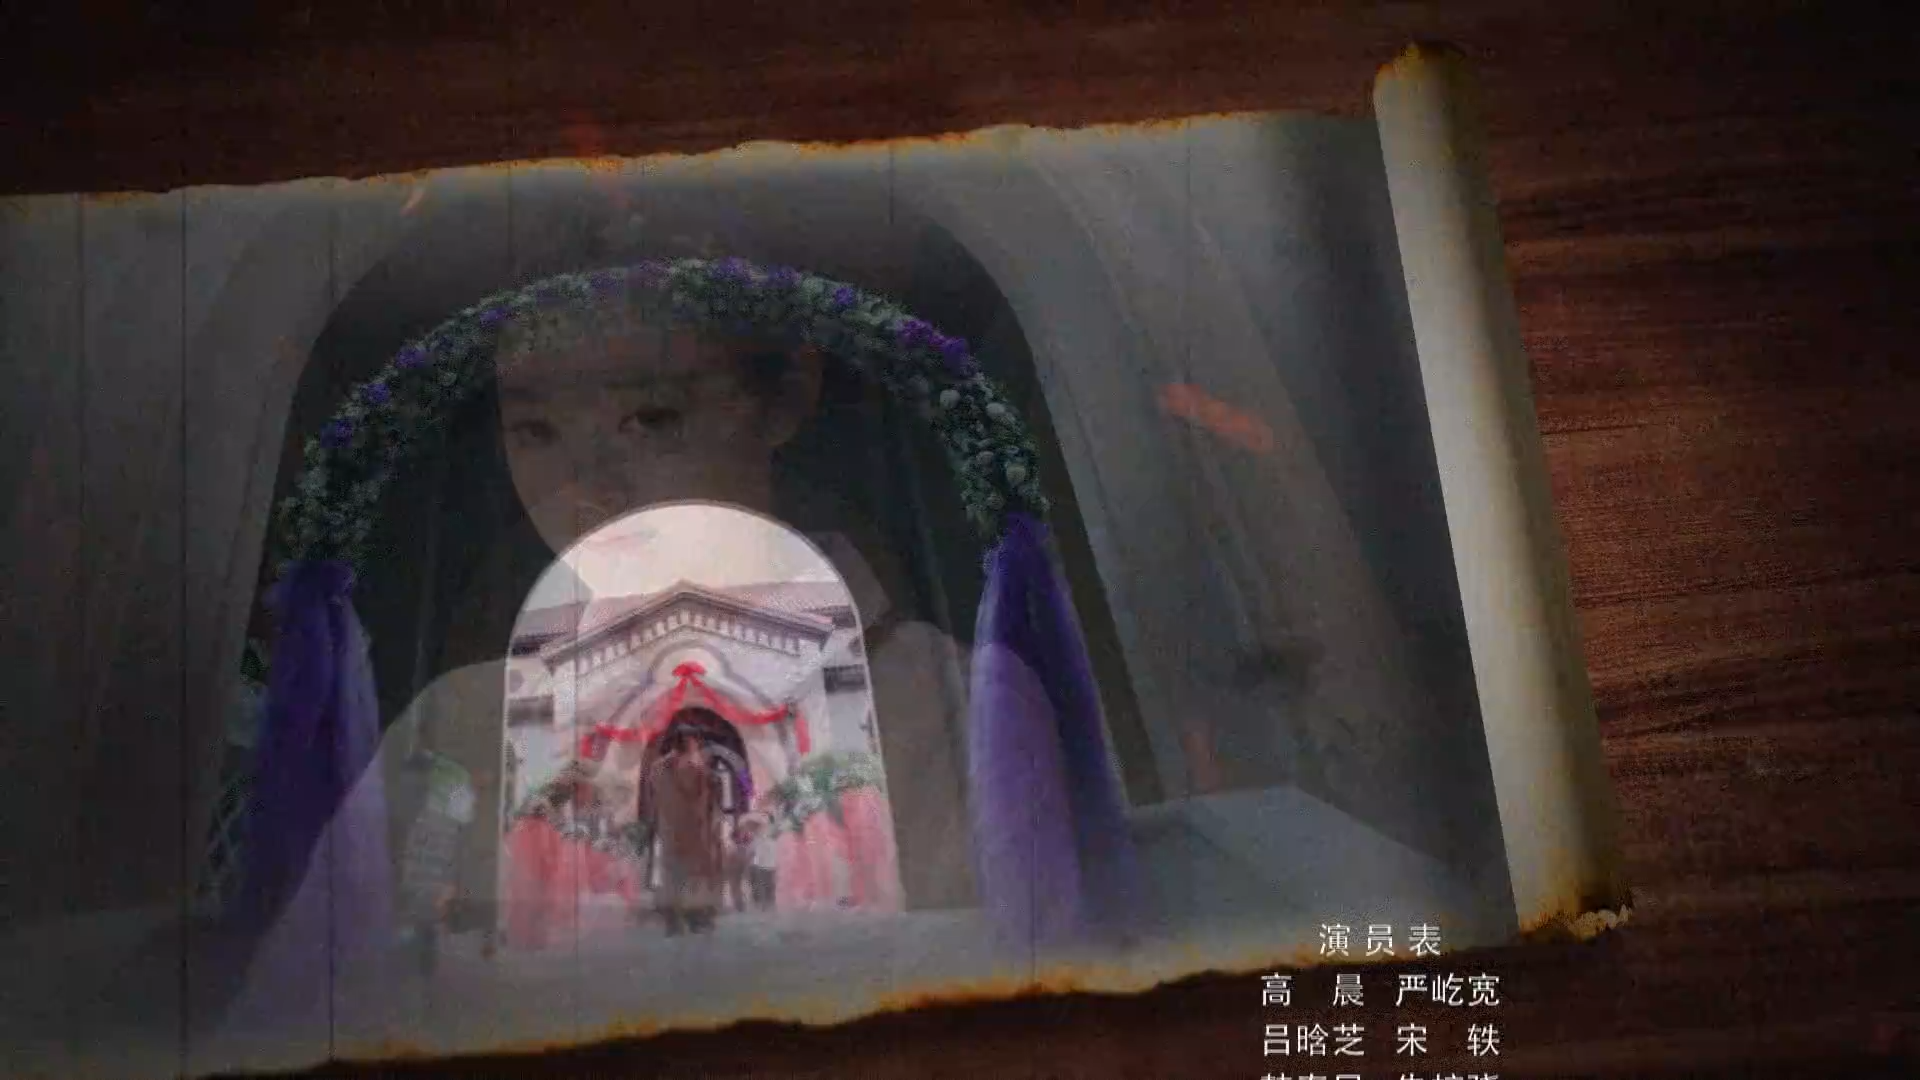 演员表
高　晨 严屹宽
吕晗芝 宋　轶